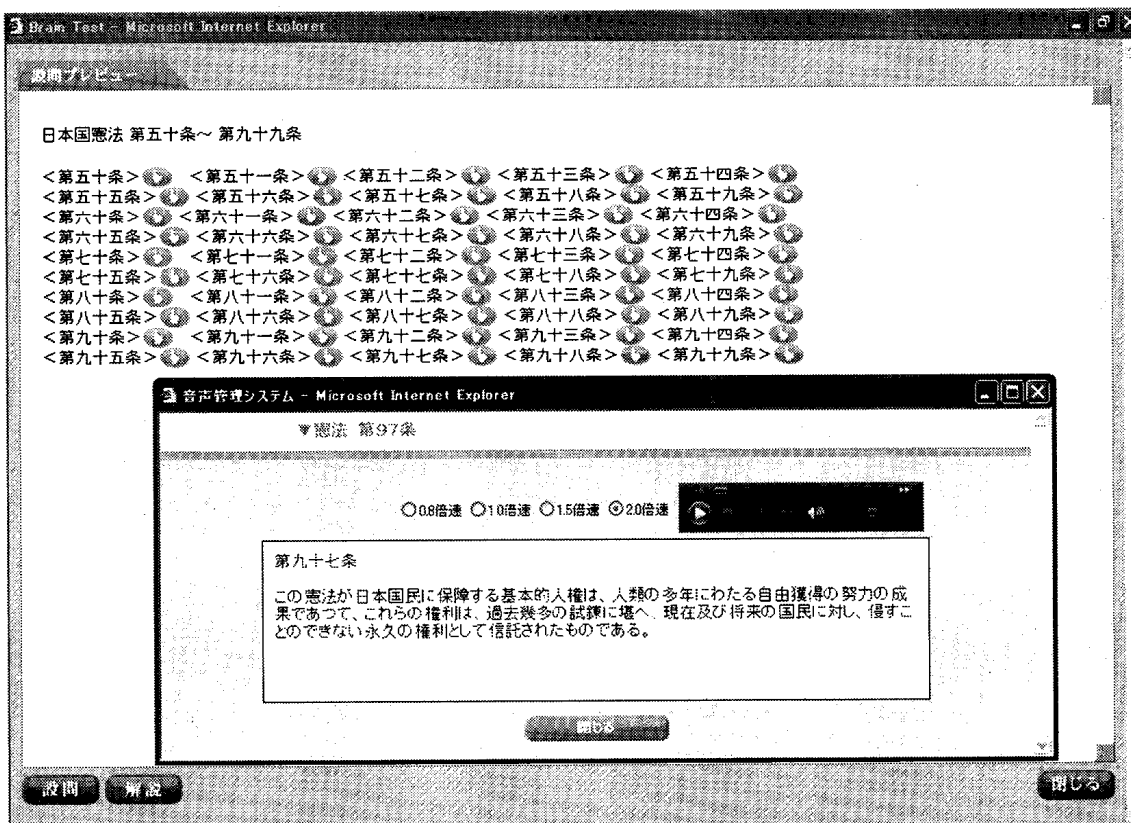 Brain Test - Microsoft Internet Explorer
設問プレビュー
日本国憲法 第五十条～ 第九十九条
＜第五十条＞ ＜第五十一条＞ ＜第五十二条＞ ＜第五十三条＞ ＜第五十四条＞
＜第五十五条＞ ＜第五十六条＞ ＜第五十七条＞ ＜第五十八条＞ ＜第五十九条＞
＜第六十条＞ ＜第六十一条＞ ＜第六十二条＞ ＜第六十三条＞ ＜第六十四条＞
＜第六十五条＞ ＜第六十六条＞ ＜第六十七条＞ ＜第六十八条＞ ＜第六十九条＞
＜第七十条＞ ＜第七十一条＞ ＜第七十二条＞ ＜第七十三条＞ ＜第七十四条＞
＜第七十五条＞ ＜第七十六条＞ ＜第七十七条＞ ＜第七十八条＞ ＜第七十九条＞
＜第八十条＞ ＜第八十一条＞ ＜第八十二条＞ ＜第八十三条＞ ＜第八十四条＞
＜第八十五条＞ ＜第八十六条＞ ＜第八十七条＞ ＜第八十八条＞ ＜第八十九条＞
＜第九十条＞ ＜第九十一条＞ ＜第九十二条＞ ＜第九十三条＞ ＜第九十四条＞
＜第九十五条＞ ＜第九十六条＞ ＜第九十七条＞ ＜第九十八条＞ ＜第九十九条＞
音声管理システム - Microsoft Internet Explorer
▼憲法 第97条
0.8倍速 1.0倍速 1.5倍速 2.0倍速
第九十七条
この憲法が日本国民に保障する基本的人権は、人類の多年にわたる自由獲得の努力の成
果であつて、これらの権利は、過去幾多の試錬に堪へ、現在及び将来の国民に対し、侵すこ
とのできない永久の権利として信託されたものである。
閉じる
設問 解説 閉じる